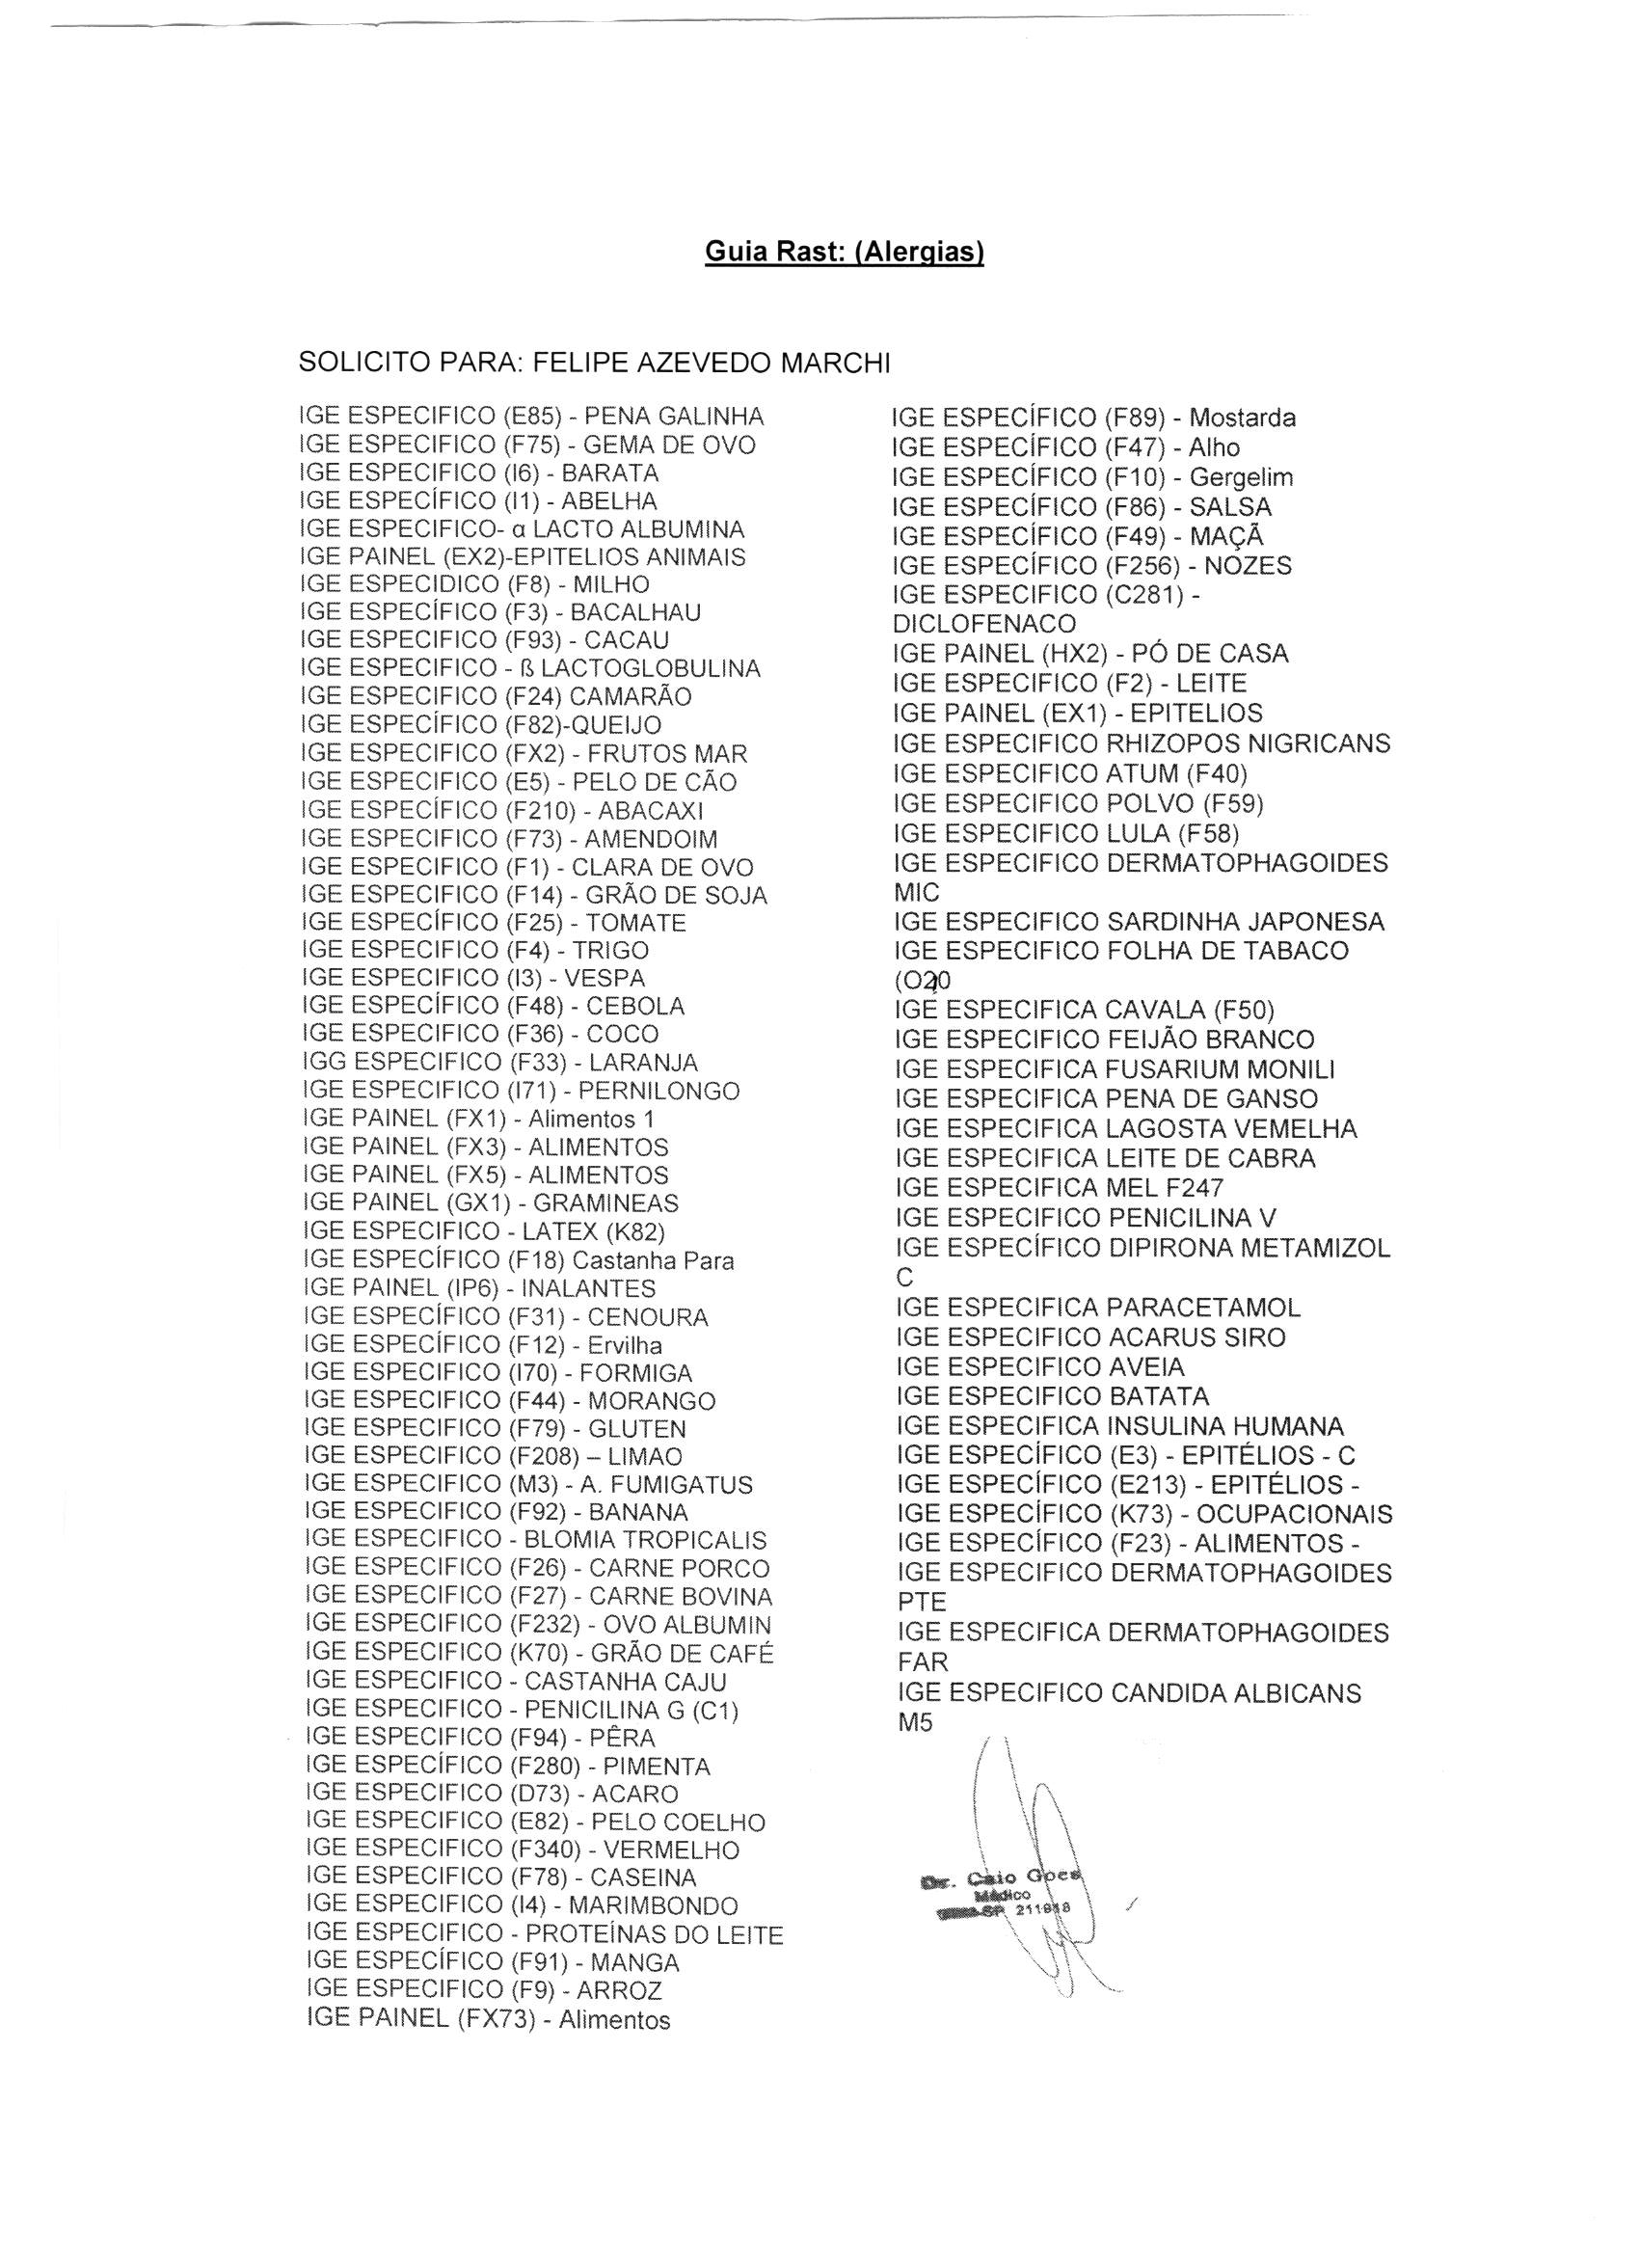 Guia Rast: (Alergias)
SOLICITO PARA: FELIPE AZEVEDO MARCHI
IGE ESPECIFICO (E85) - PENA GALINHA
IGE ESPECIFICO (F75) - GEMA DE OVO
IGE ESPECIFICO (I6) - BARATA
IGE ESPECÍFICO (I1) - ABELHA
IGE ESPECIFICO- α LACTO ALBUMINA
IGE PAINEL (EX2)-EPITELIOS ANIMAIS
IGE ESPECIDICO (F8) - MILHO
IGE ESPECÍFICO (F3) - BACALHAU
IGE ESPECIFICO (F93) - CACAU
IGE ESPECIFICO - ß LACTOGLOBULINA
IGE ESPECIFICO (F24) CAMARÃO
IGE ESPECÍFICO (F82)-QUEIJO
IGE ESPECIFICO (FX2) - FRUTOS MAR
IGE ESPECIFICO (E5) - PELO DE CÃO
IGE ESPECÍFICO (F210) - ABACAXI
IGE ESPECIFICO (F73) - AMENDOIM
IGE ESPECIFICO (F1) - CLARA DE OVO
IGE ESPECIFICO (F14) - GRÃO DE SOJA
IGE ESPECÍFICO (F25) - TOMATE
IGE ESPECIFICO (F4) - TRIGO
IGE ESPECIFICO (I3) - VESPA
IGE ESPECÍFICO (F48) - CEBOLA
IGE ESPECIFICO (F36) - COCO
IGG ESPECIFICO (F33) - LARANJA
IGE ESPECIFICO (I71) - PERNILONGO
IGE PAINEL (FX1) - Alimentos 1
IGE PAINEL (FX3) - ALIMENTOS
IGE PAINEL (FX5) - ALIMENTOS
IGE PAINEL (GX1) - GRAMINEAS
IGE ESPECIFICO - LATEX (K82)
IGE ESPECÍFICO (F18) Castanha Para
IGE PAINEL (IP6) - INALANTES
IGE ESPECÍFICO (F31) - CENOURA
IGE ESPECÍFICO (F12) - Ervilha
IGE ESPECIFICO (I70) - FORMIGA
IGE ESPECIFICO (F44) - MORANGO
IGE ESPECIFICO (F79) - GLUTEN
IGE ESPECIFICO (F208) – LIMAO
IGE ESPECIFICO (M3) - A. FUMIGATUS
IGE ESPECIFICO (F92) - BANANA
IGE ESPECIFICO - BLOMIA TROPICALIS
IGE ESPECIFICO (F26) - CARNE PORCO
IGE ESPECIFICO (F27) - CARNE BOVINA
IGE ESPECIFICO (F232) - OVO ALBUMIN
IGE ESPECIFICO (K70) - GRÃO DE CAFÉ
IGE ESPECIFICO - CASTANHA CAJU
IGE ESPECIFICO - PENICILINA G (C1)
IGE ESPECIFICO (F94) - PÊRA
IGE ESPECÍFICO (F280) - PIMENTA
IGE ESPECIFICO (D73) - ACARO
IGE ESPECIFICO (E82) - PELO COELHO
IGE ESPECIFICO (F340) - VERMELHO
IGE ESPECIFICO (F78) - CASEINA
IGE ESPECIFICO (I4) - MARIMBONDO
IGE ESPECIFICO - PROTEÍNAS DO LEITE
IGE ESPECÍFICO (F91) - MANGA
IGE ESPECIFICO (F9) - ARROZ
IGE PAINEL (FX73) - Alimentos
IGE ESPECÍFICO (F89) - Mostarda
IGE ESPECÍFICO (F47) - Alho
IGE ESPECÍFICO (F10) - Gergelim
IGE ESPECÍFICO (F86) - SALSA
IGE ESPECÍFICO (F49) - MAÇÃ
IGE ESPECÍFICO (F256) - NOZES
IGE ESPECIFICO (C281) -
DICLOFENACO
IGE PAINEL (HX2) - PÓ DE CASA
IGE ESPECIFICO (F2) - LEITE
IGE PAINEL (EX1) - EPITELIOS
IGE ESPECIFICO RHIZOPOS NIGRICANS
IGE ESPECIFICO ATUM (F40)
IGE ESPECIFICO POLVO (F59)
IGE ESPECIFICO LULA (F58)
IGE ESPECIFICO DERMATOPHAGOIDES
MIC
IGE ESPECIFICO SARDINHA JAPONESA
IGE ESPECIFICO FOLHA DE TABACO
IGE ESPECIFICA CAVALA (F50)
IGE ESPECIFICO FEIJÃO BRANCO
IGE ESPECIFICA FUSARIUM MONILI
IGE ESPECIFICA PENA DE GANSO
IGE ESPECIFICA LAGOSTA VEMELHA
IGE ESPECIFICA LEITE DE CABRA
IGE ESPECIFICA MEL F247
IGE ESPECIFICO PENICILINA V
IGE ESPECÍFICO DIPIRONA METAMIZOL
C
IGE ESPECIFICA PARACETAMOL
IGE ESPECIFICO ACARUS SIRO
IGE ESPECIFICO AVEIA
IGE ESPECIFICO BATATA
IGE ESPECIFICA INSULINA HUMANA
IGE ESPECÍFICO (E3) - EPITÉLIOS - C
IGE ESPECÍFICO (E213) - EPITÉLIOS -
IGE ESPECÍFICO (K73) - OCUPACIONAIS
IGE ESPECÍFICO (F23) - ALIMENTOS -
IGE ESPECIFICO DERMATOPHAGOIDES
PTE
IGE ESPECIFICA DERMATOPHAGOIDES
FAR
IGE ESPECIFICO CANDIDA ALBICANS
M5
Dr. Caio Goes
Médico